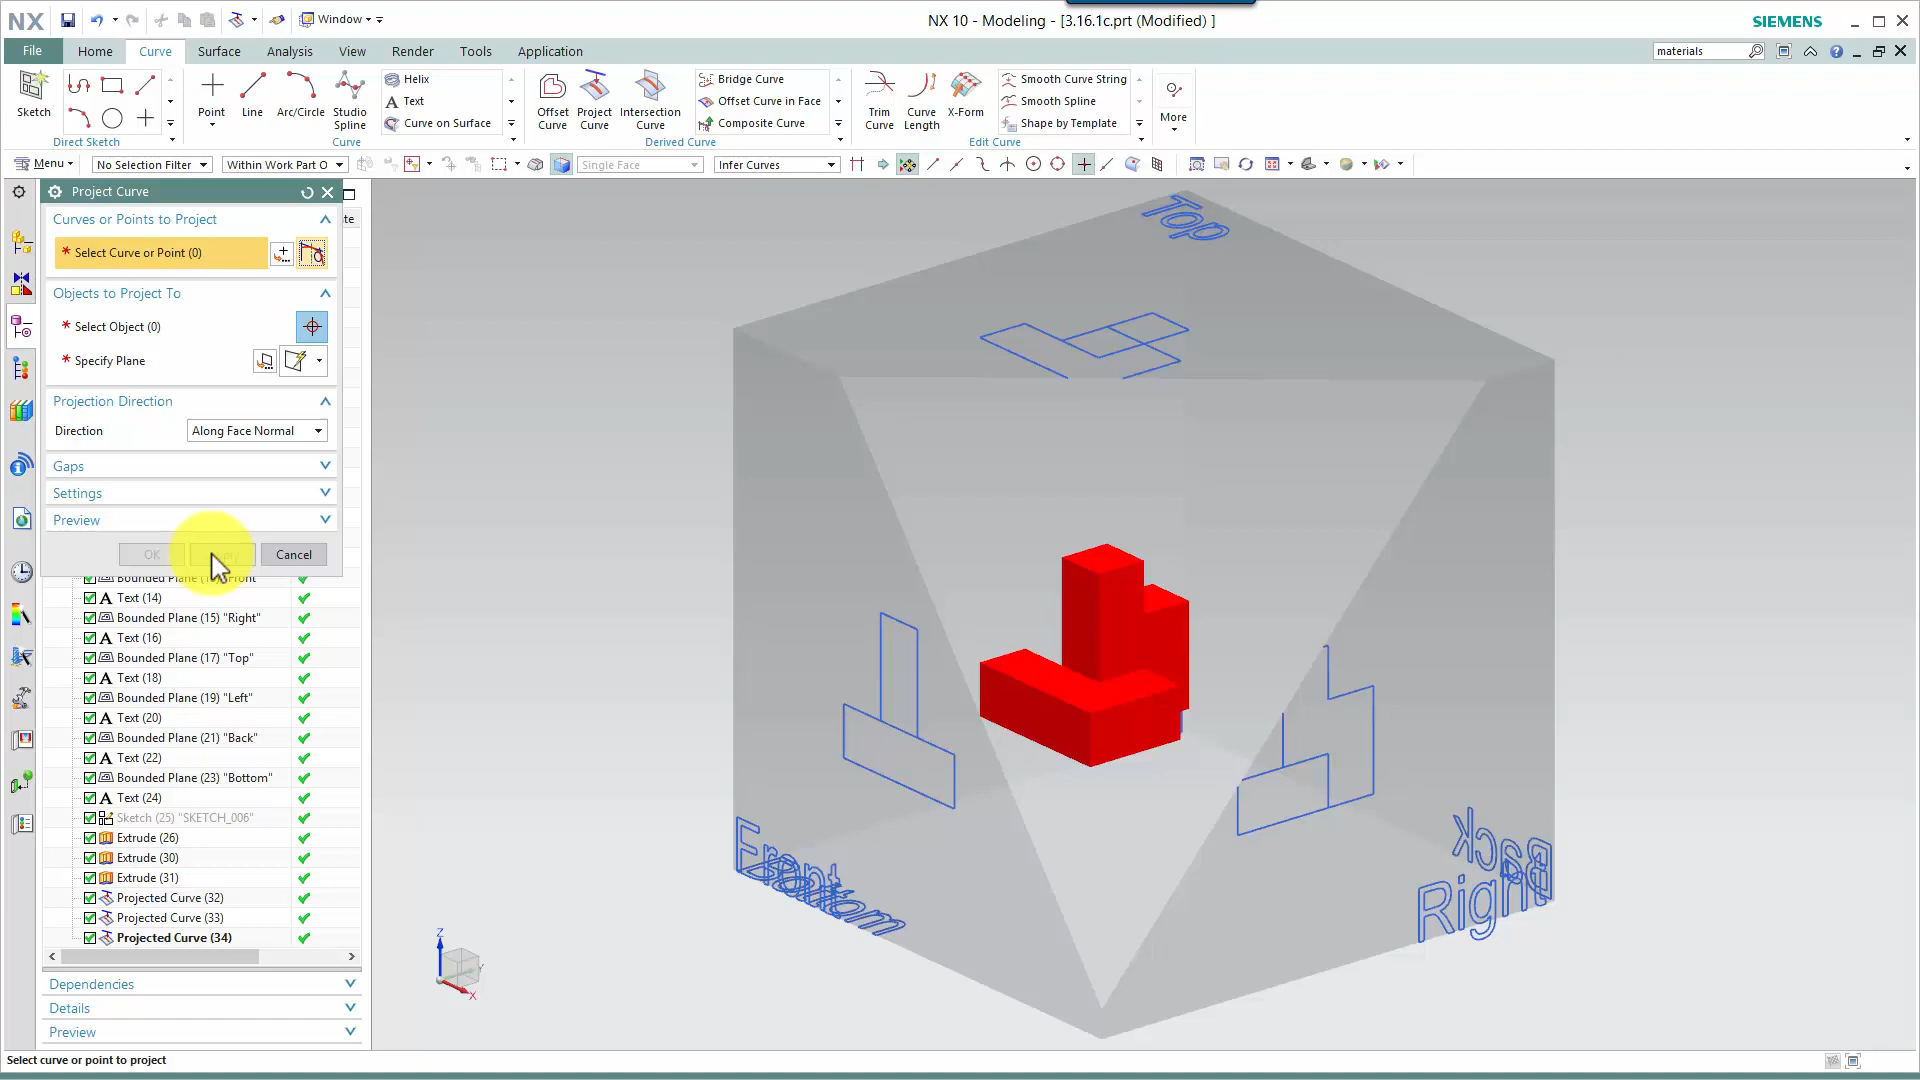 NX
Window
NX 10 - Modeling - [3.16.1c.prt (Modified) ]
SIEMENS
File
Home
Curve
Surface
Analysis
View
Render
Tools
Application
materials
Sketch
Direct Sketch
Point
Line
Arc/Circle
Studio Spline
Helix
Text
Curve on Surface
Curve
Offset Curve
Project Curve
Intersection Curve
Bridge Curve
Offset Curve in Face
Composite Curve
Derived Curve
Trim Curve
Curve Length
X-Form
Smooth Curve String
Smooth Spline
Shape by Template
Edit Curve
More
Menu
No Selection Filter
Within Work Part O
Single Face
Infer Curves
Project Curve
Curves or Points to Project
* Select Curve or Point (0)
Objects to Project To
* Select Object (0)
* Specify Plane
Projection Direction
Direction
Along Face Normal
Gaps
Settings
Preview
OK
Cancel
Text (14)
Bounded Plane (15) "Right"
Text (16)
Bounded Plane (17) "Top"
Text (18)
Bounded Plane (19) "Left"
Text (20)
Bounded Plane (21) "Back"
Text (22)
Bounded Plane (23) "Bottom"
Text (24)
Sketch (25) "SKETCH_006"
Extrude (26)
Extrude (30)
Extrude (31)
Projected Curve (32)
Projected Curve (33)
Projected Curve (34)
Dependencies
Details
Preview
Select curve or point to project
Top
Front
Back
Right
Z
X